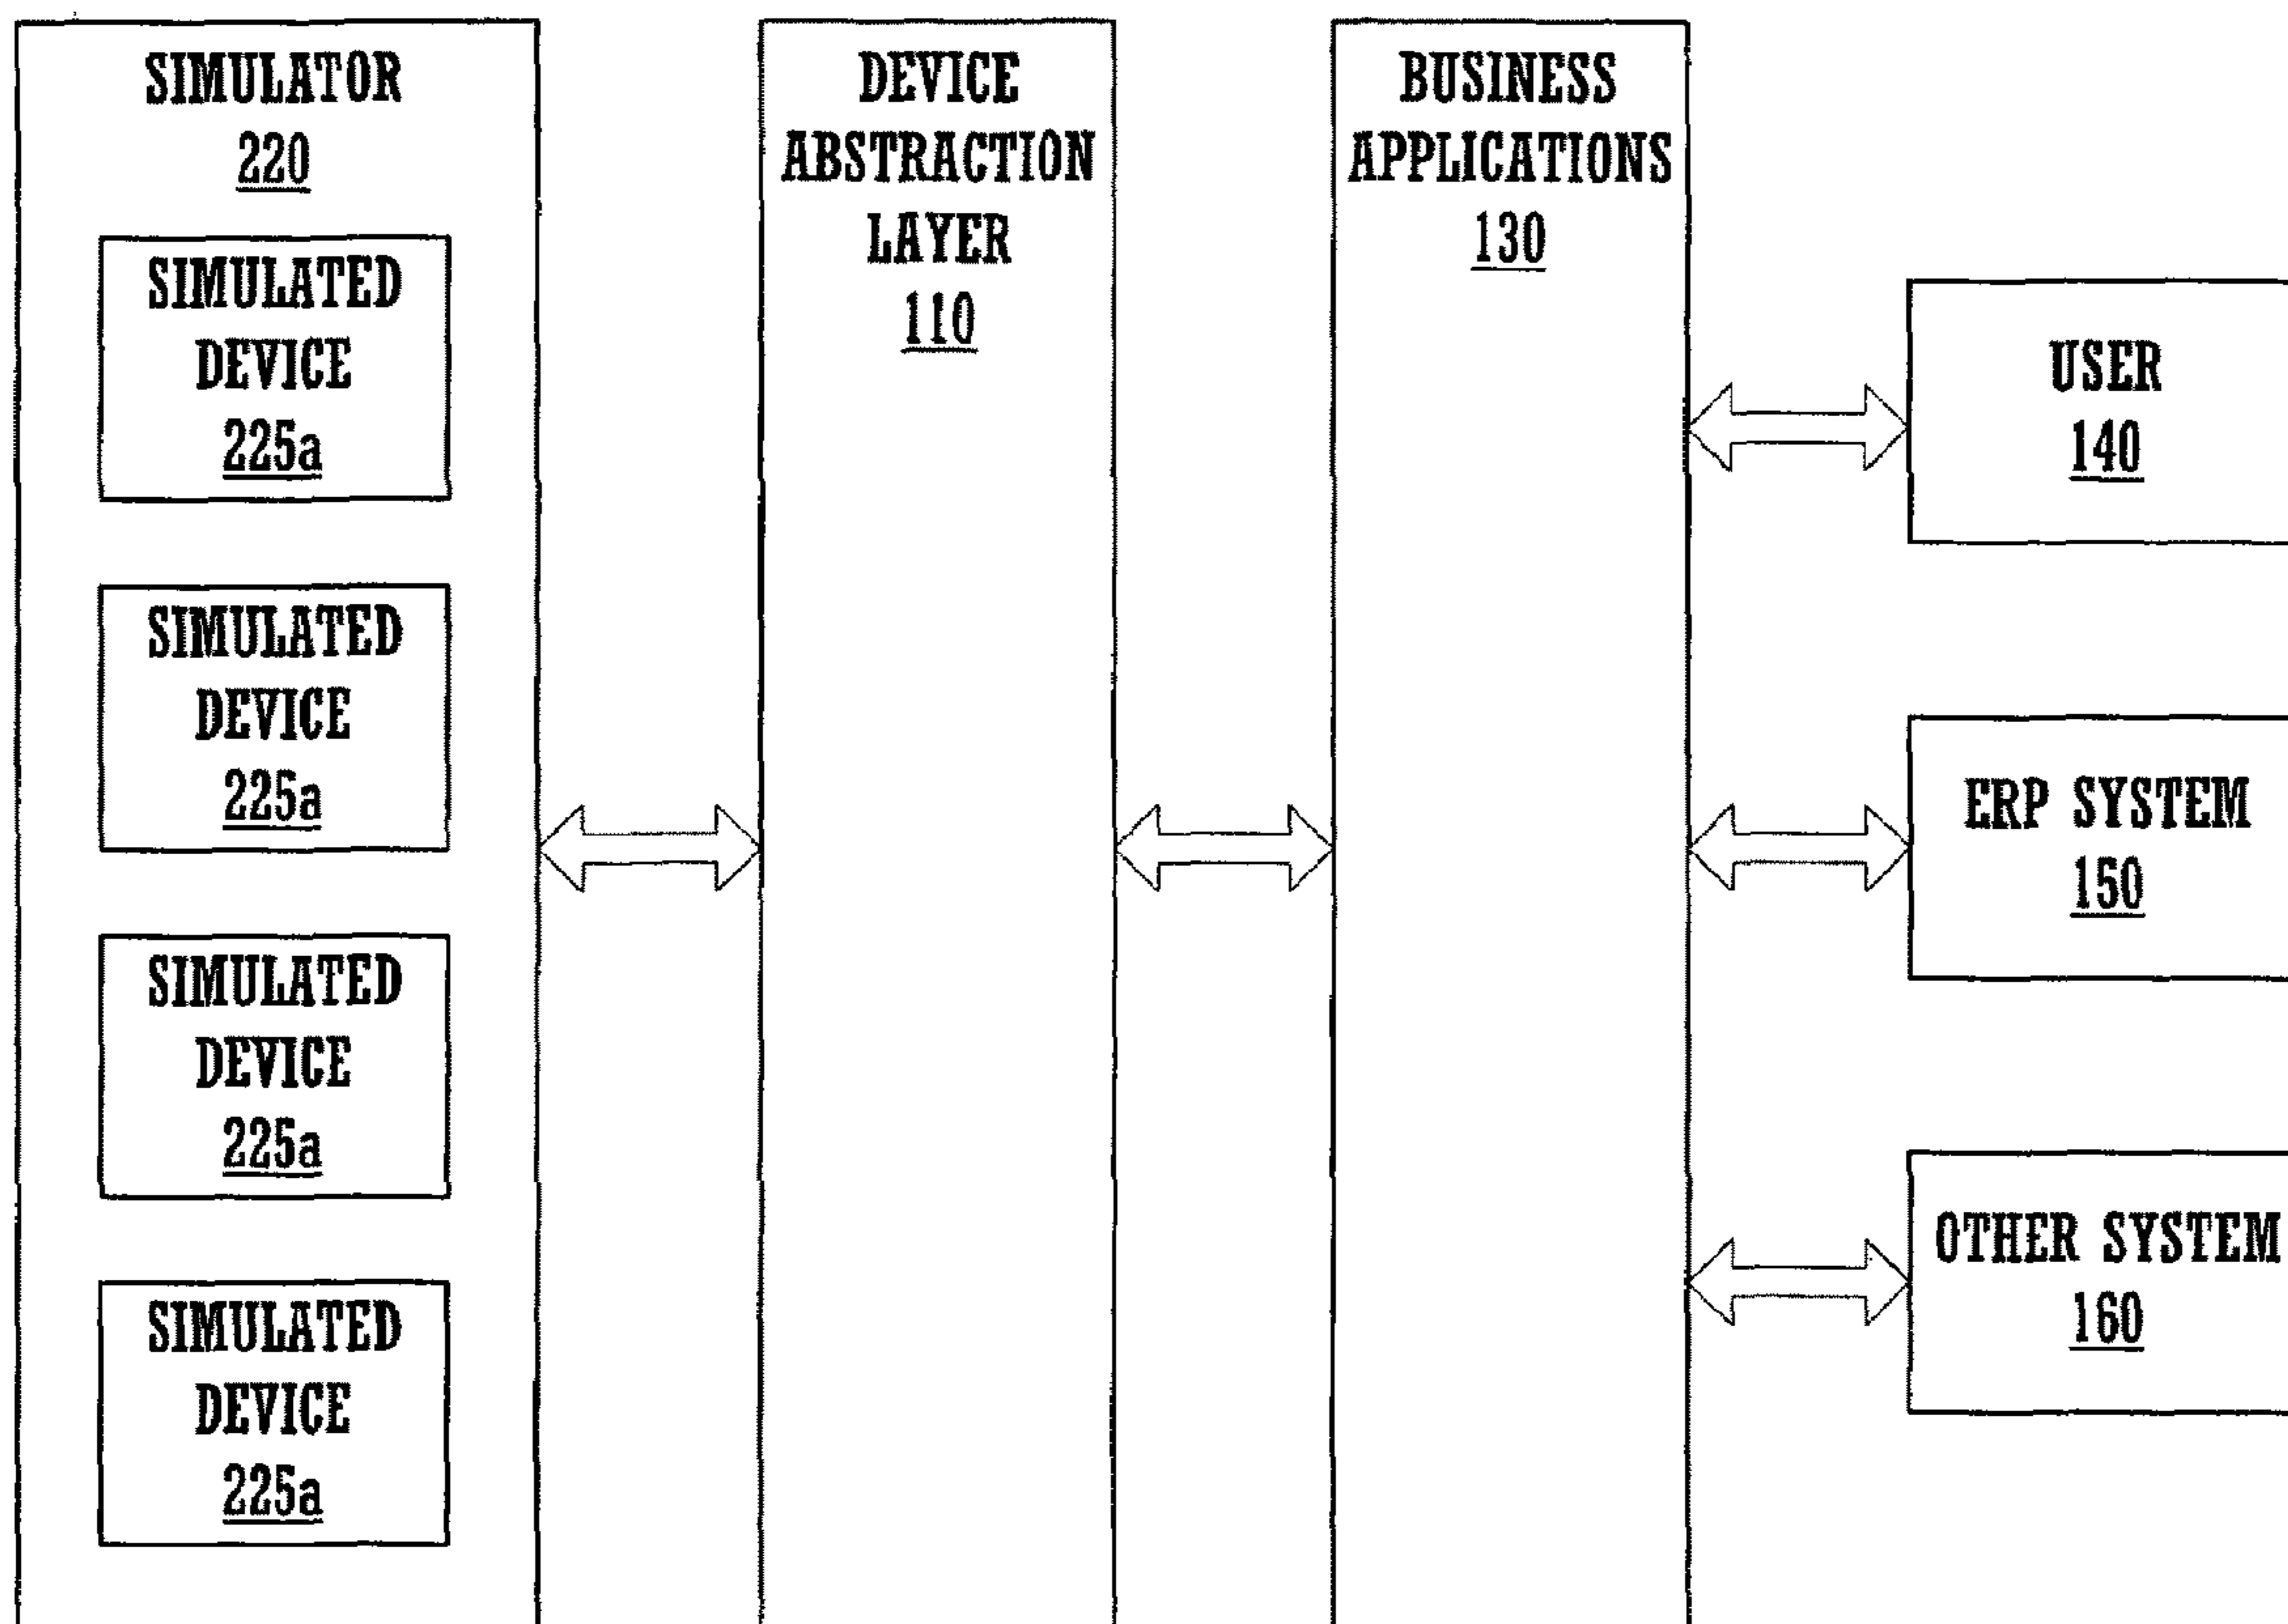 SIMULATOR
220
SIMULATED
DEVICE
225a
SIMULATED
DEVICE
225a
SIMULATED
DEVICE
225a
SIMULATED
DEVICE
225a
DEVICE
ABSTRACTION
LAYER
110
BUSINESS
APPLICATIONS
130
USER
140
ERP SYSTEM
150
OTHER SYSTEM
160